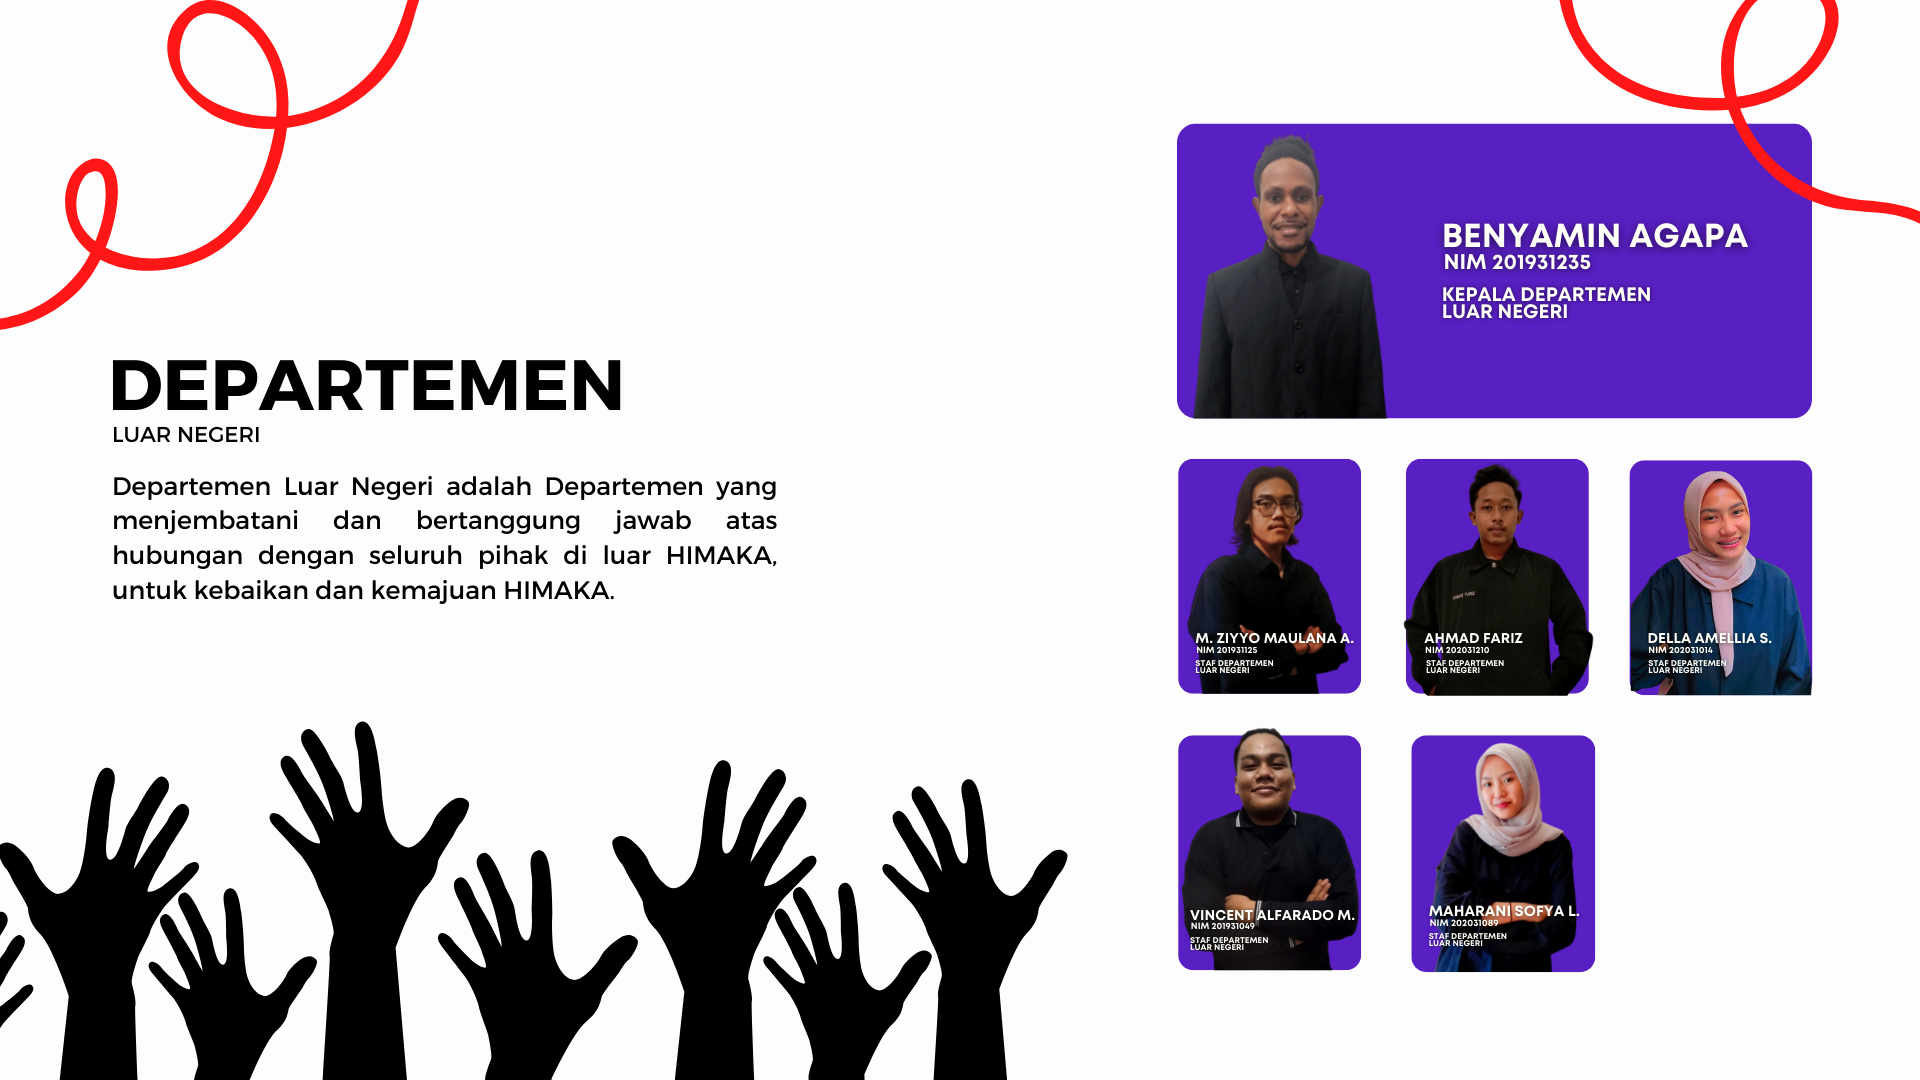 DEPARTEMEN
LUAR NEGERI
Departemen Luar Negeri adalah Departemen yang
menjembatani dan bertanggung jawab atas
hubungan dengan seluruh pihak di luar HIMAKA,
untuk kebaikan dan kemajuan HIMAKA.
BENYAMIN AGAPA
NIM 201931235
KEPALA DEPARTEMEN
LUAR NEGERI
M. ZIYYO MAULANA A.
NIM 201931125
STAF DEPARTEMEN
LUAR NEGERI
AHMAD FARIZ
NIM 202031210
STAF DEPARTEMEN
LUAR NEGERI
DELLA AMELLIA S.
NIM 202031014
STAF DEPARTEMEN
LUAR NEGERI
VINCENT ALFARADO M.
NIM 201931049
STAF DEPARTEMEN
LUAR NEGERI
MAHARANI SOFYA L.
NIM 202031089
STAF DEPARTEMEN
LUAR NEGERI